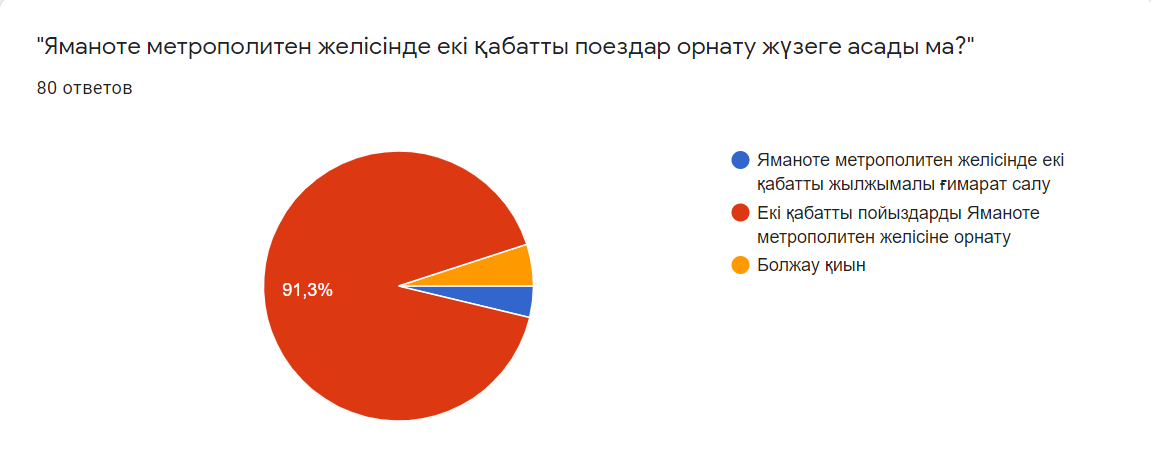 "Яманоте метрополитен желісінде екі қабатты поездар орнату жүзеге асады ма?"
80 ответов
91,3%
Яманоте метрополитен желісінде екі
қабатты жылжымалы ғимарат салу
Екі қабатты пойыздарды Яманоте
метрополитен желісіне орнату
Болжау қиын